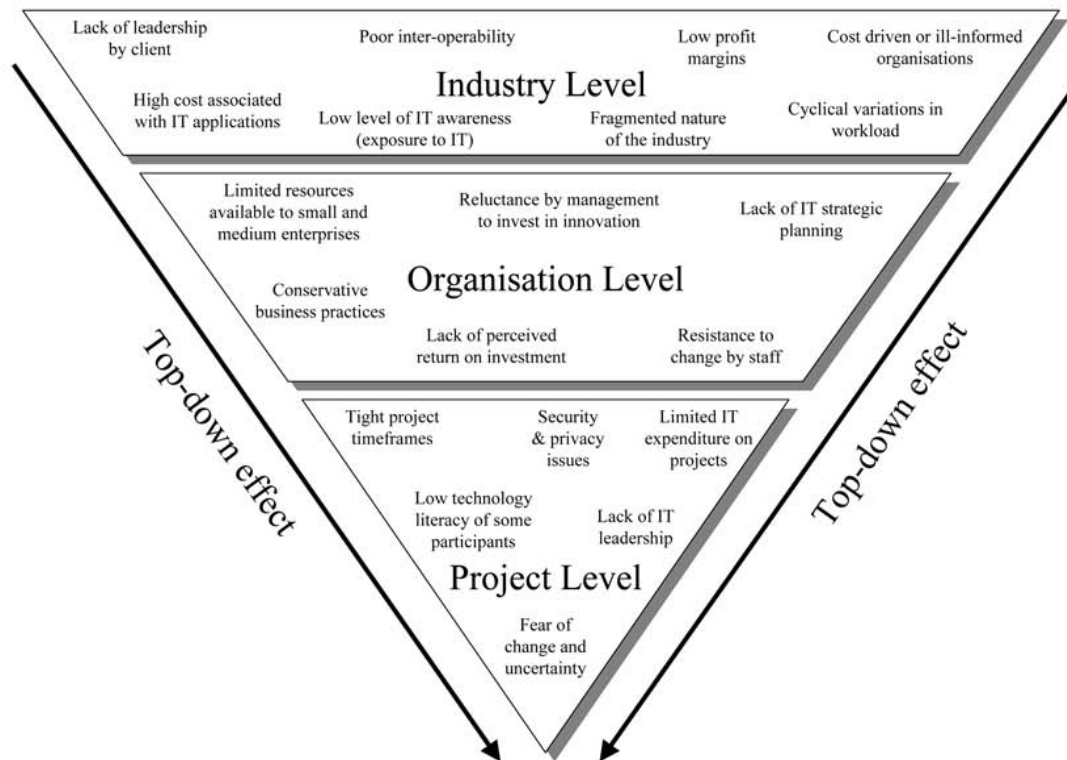 Lack of leadership
by client
Poor inter-operability
Low profit
margins
Cost driven or ill-informed
organisations
Industry Level
High cost associated
with IT applications
Low level of IT awareness
(exposure to IT)
Fragmented nature
of the industry
Cyclical variations in
workload
Limited resources
available to small and
medium enterprises
Reluctance by management
to invest in innovation
Lack of IT strategic
planning
Organisation Level
Conservative
business practices
Lack of perceived
return on investment
Resistance to
change by staff
Top-down effect
Top-down effect
Tight project
timeframes
Security
& privacy
issues
Limited IT
expenditure on
projects
Low technology
literacy of some
participants
Lack of IT
leadership
Project Level
Fear of
change and
uncertainty